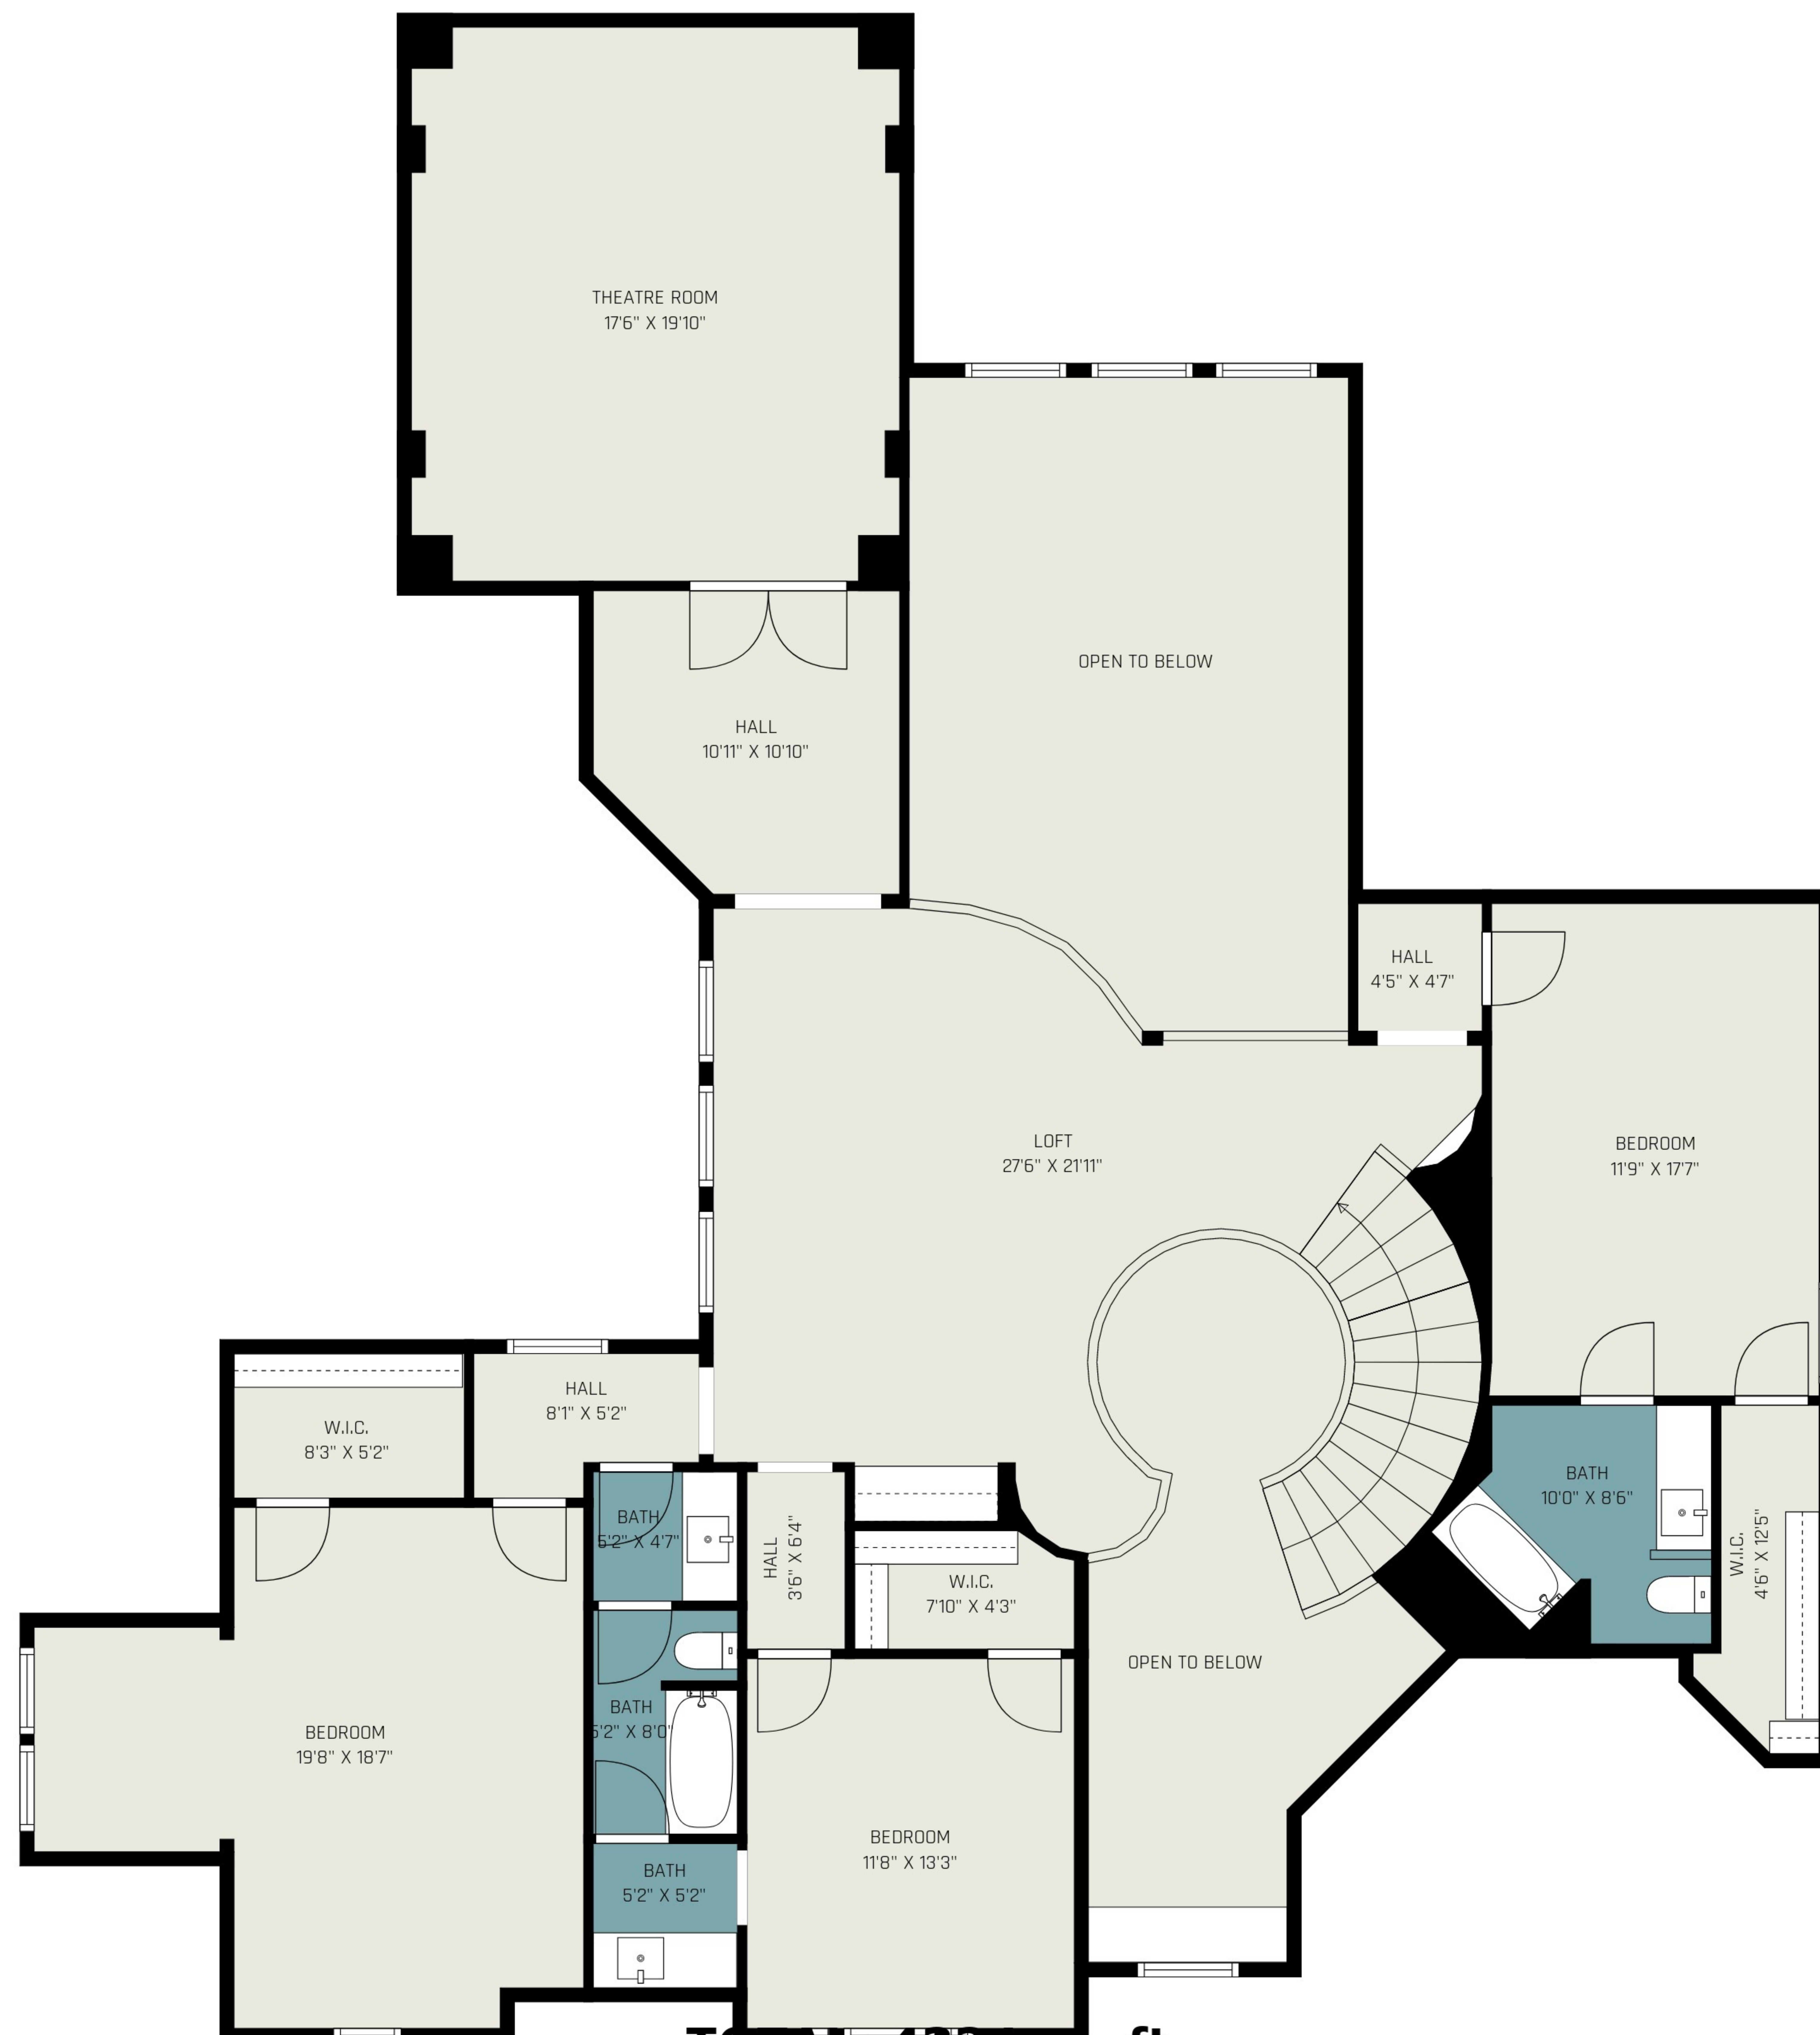 THEATRE ROOM
17'6" X 19'10"
OPEN TO BELOW
HALL
10'11" X 10'10"
HALL
4'5" X 4'7"
LOFT
27'6" X 21'11"
BEDROOM
11'9" X 17'7"
HALL
8'1" X 5'2"
W.I.C.
8'3" X 5'2"
BATH
5'2" X 4'7"
HALL
3'6" X 6'4"
W.I.C.
7'10" X 4'3"
BATH
10'0" X 8'6"
W.I.C.
4'6" X 12'5"
OPEN TO BELOW
BEDROOM
19'8" X 18'7"
BATH
5'2" X 8'0"
BEDROOM
11'8" X 13'3"
BATH
5'2" X 5'2"